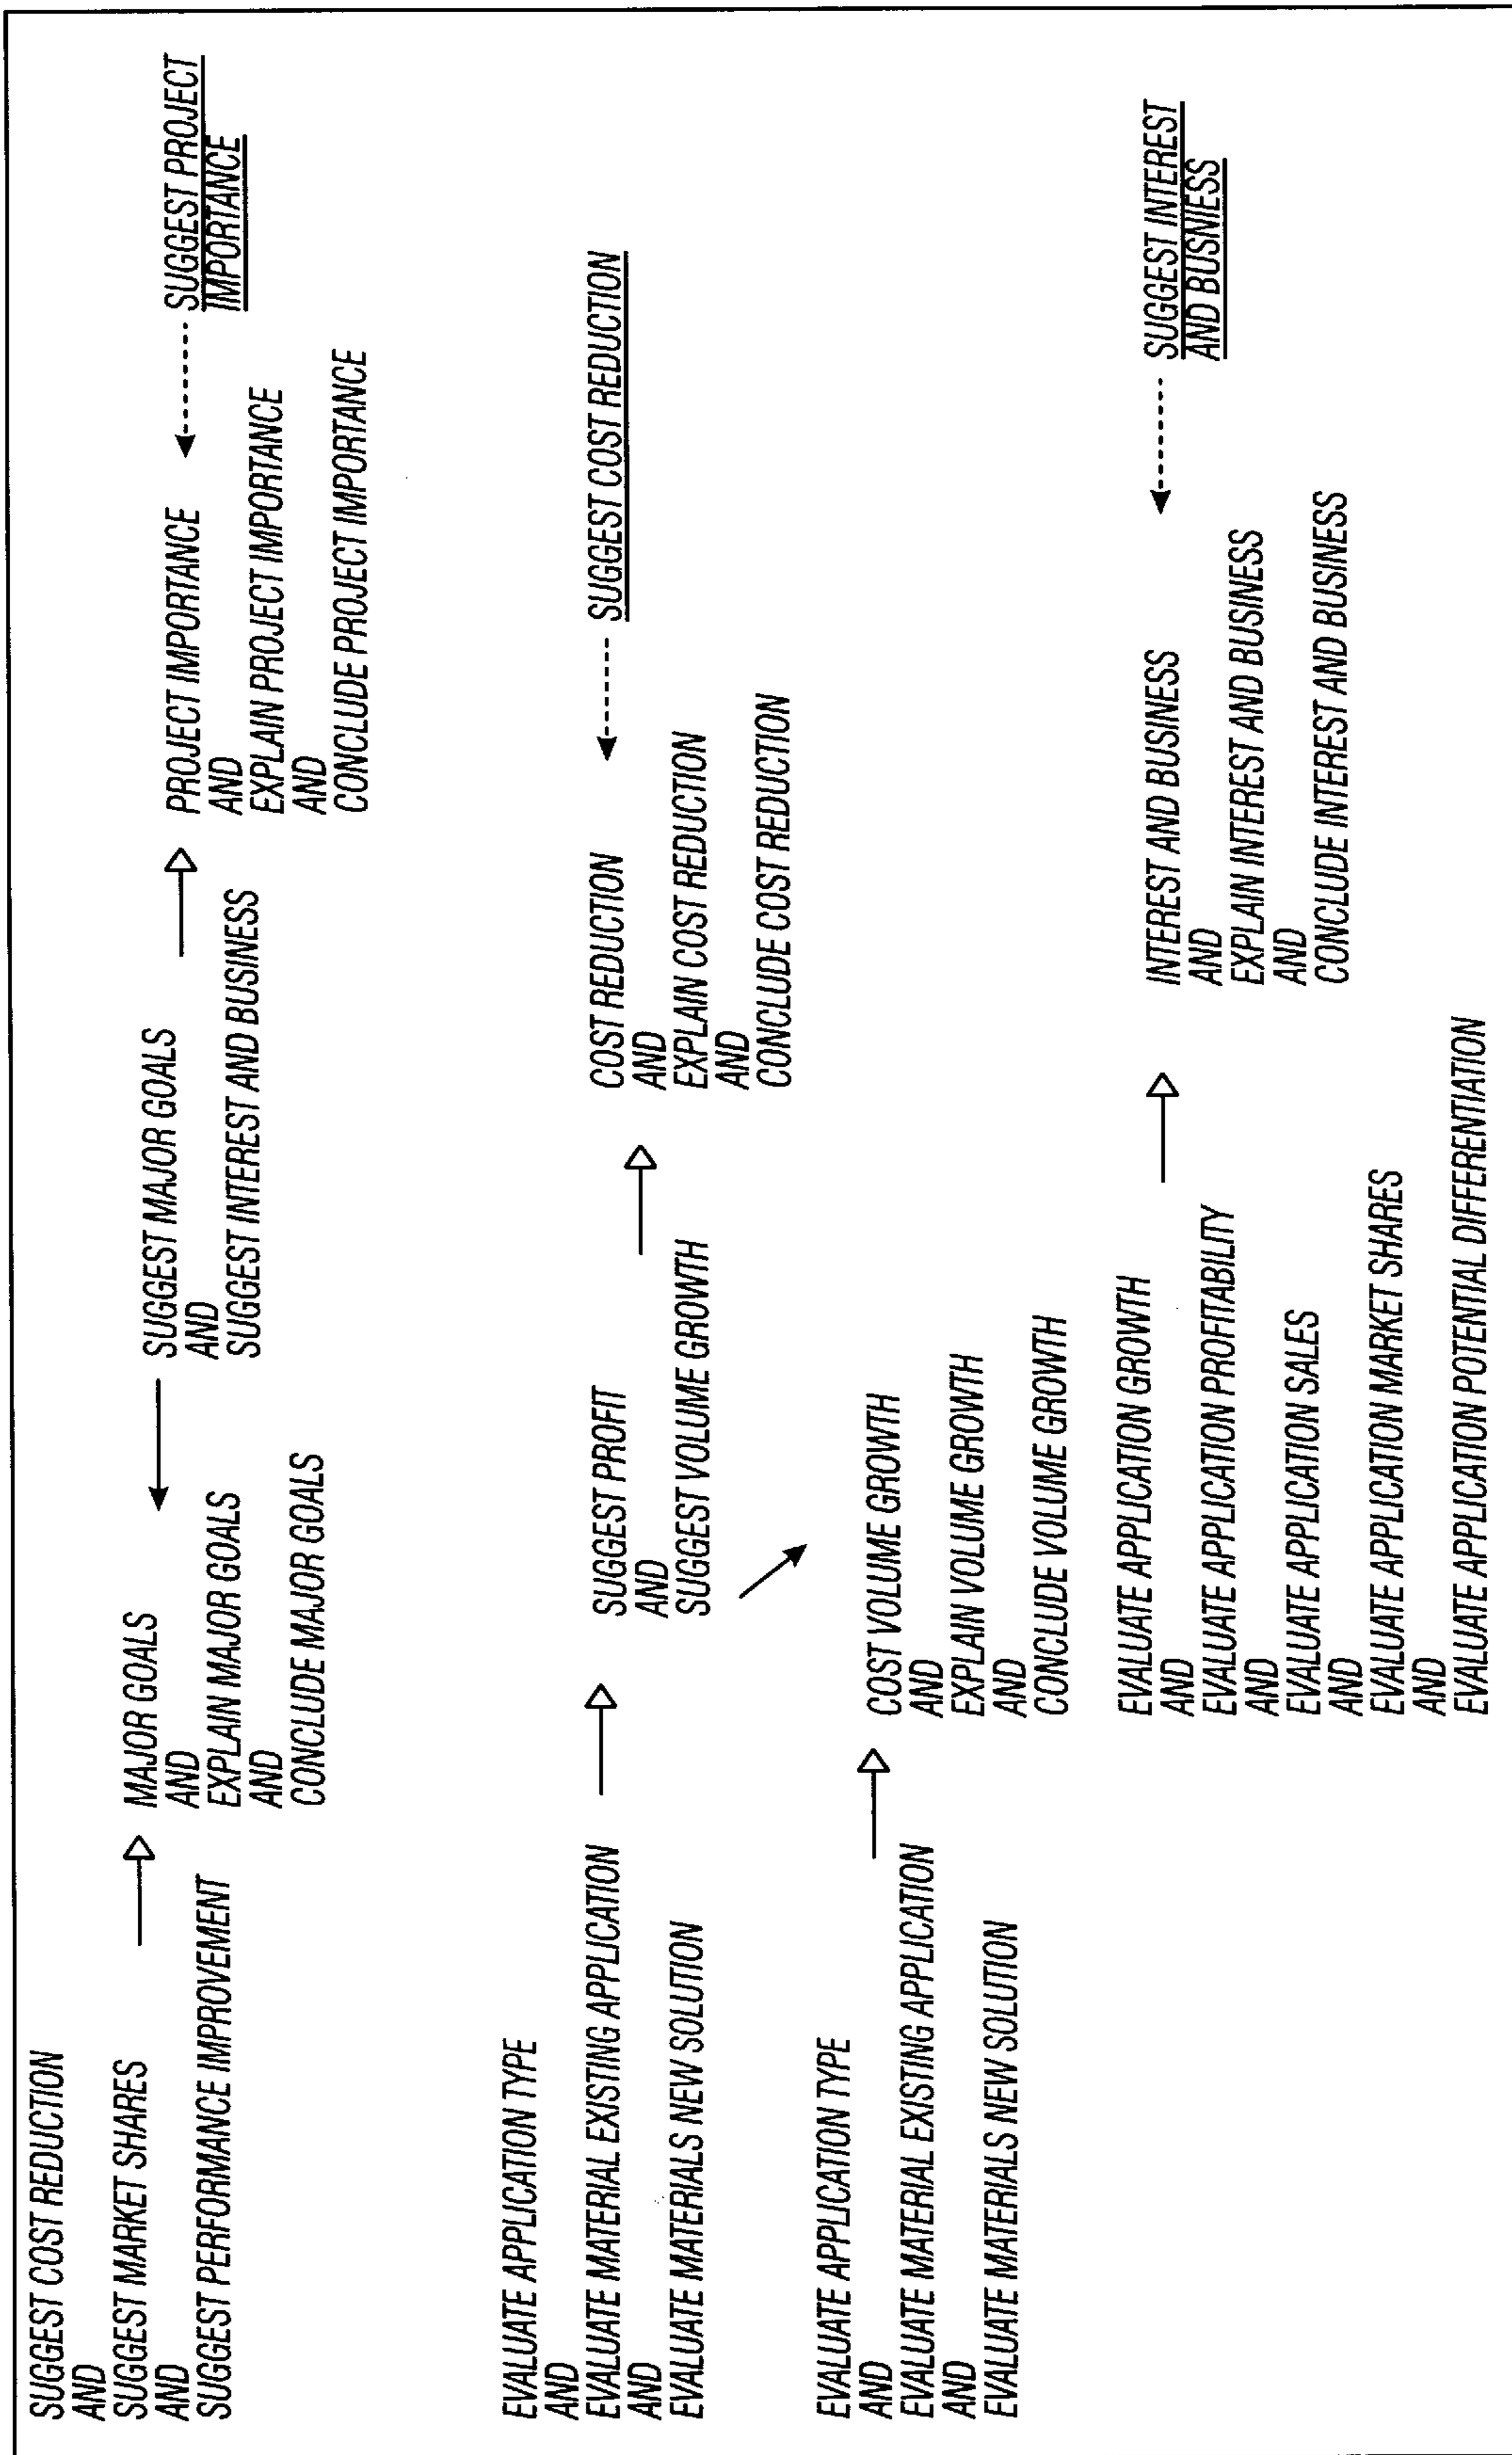 SUGGEST COST REDUCTION
AND
SUGGEST MARKET SHARES
AND
SUGGEST PERFORMANCE IMPROVEMENT
MAJOR GOALS
AND
EXPLAIN MAJOR GOALS
AND
CONCLUDE MAJOR GOALS
SUGGEST MAJOR GOALS
AND
SUGGEST INTEREST AND BUSINESS
PROJECT IMPORTANCE
AND
EXPLAIN PROJECT IMPORTANCE
AND
CONCLUDE PROJECT IMPORTANCE
SUGGEST PROJECT
IMPORTANCE
EVALUATE APPLICATION TYPE
AND
EVALUATE MATERIAL EXISTING APPLICATION
AND
EVALUATE MATERIALS NEW SOLUTION
SUGGEST PROFIT
AND
SUGGEST VOLUME GROWTH
COST REDUCTION
AND
EXPLAIN COST REDUCTION
AND
CONCLUDE COST REDUCTION
SUGGEST COST REDUCTION
EVALUATE APPLICATION TYPE
AND
EVALUATE MATERIAL EXISTING APPLICATION
AND
EVALUATE MATERIALS NEW SOLUTION
COST VOLUME GROWTH
AND
EXPLAIN VOLUME GROWTH
AND
CONCLUDE VOLUME GROWTH
EVALUATE APPLICATION GROWTH
AND
EVALUATE APPLICATION PROFITABILITY
AND
EVALUATE APPLICATION SALES
AND
EVALUATE APPLICATION MARKET SHARES
AND
EVALUATE APPLICATION POTENTIAL DIFFERENTIATION
INTEREST AND BUSINESS
AND
EXPLAIN INTEREST AND BUSINESS
AND
CONCLUDE INTEREST AND BUSINESS
SUGGEST INTEREST
AND BUSNIESS